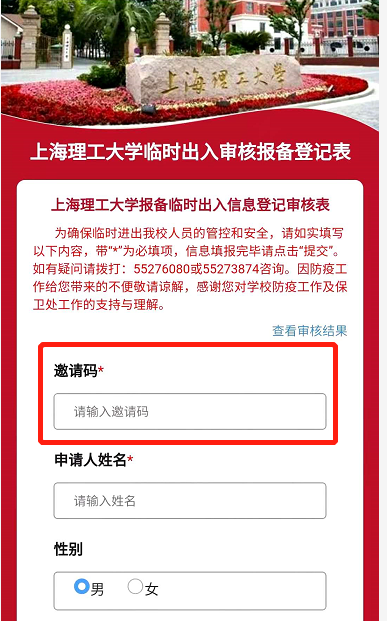 上海理工大学
上海理工大学临时出入审核报备登记表
上海理工大学报备临时出入信息登记审核表
为确保临时进出我校人员的管控和安全，请如实填写
以下内容，带“*”为必填项，信息填报完毕请点击“提交”。
如有疑问请拨打：55276080或55273874咨询。因防疫工
作给您带来的不便敬请谅解，感谢您对学校防疫工作及保
卫处工作的支持与理解。
查看审核结果
邀请码*
请输入邀请码
申请人姓名*
请输入姓名
性别
男 女